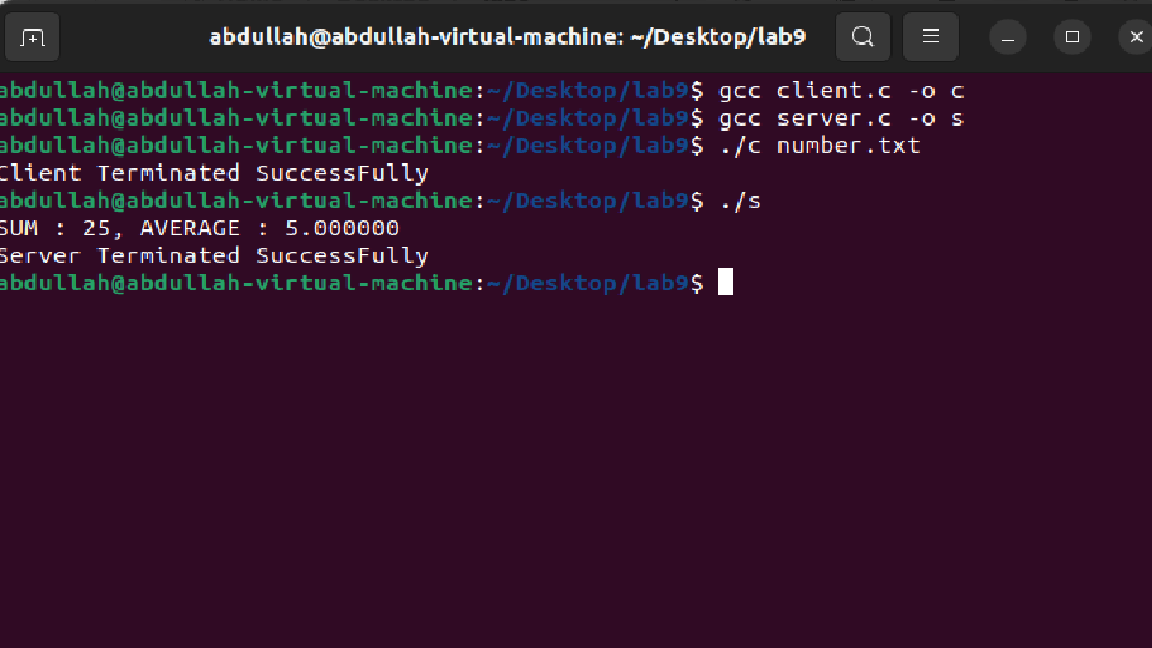 abdullah@abdullah-virtual-machine: ~/Desktop/lab9
abdullah@abdullah-virtual-machine:~/Desktop/lab9$ gcc client.c -o c
abdullah@abdullah-virtual-machine:~/Desktop/lab9$ gcc server.c -o s
abdullah@abdullah-virtual-machine:~/Desktop/lab9$ ./c number.txt
Client Terminated SuccessFully
abdullah@abdullah-virtual-machine:~/Desktop/lab9$ ./s
SUM : 25, AVERAGE : 5.000000
Server Terminated SuccessFully
abdullah@abdullah-virtual-machine:~/Desktop/lab9$